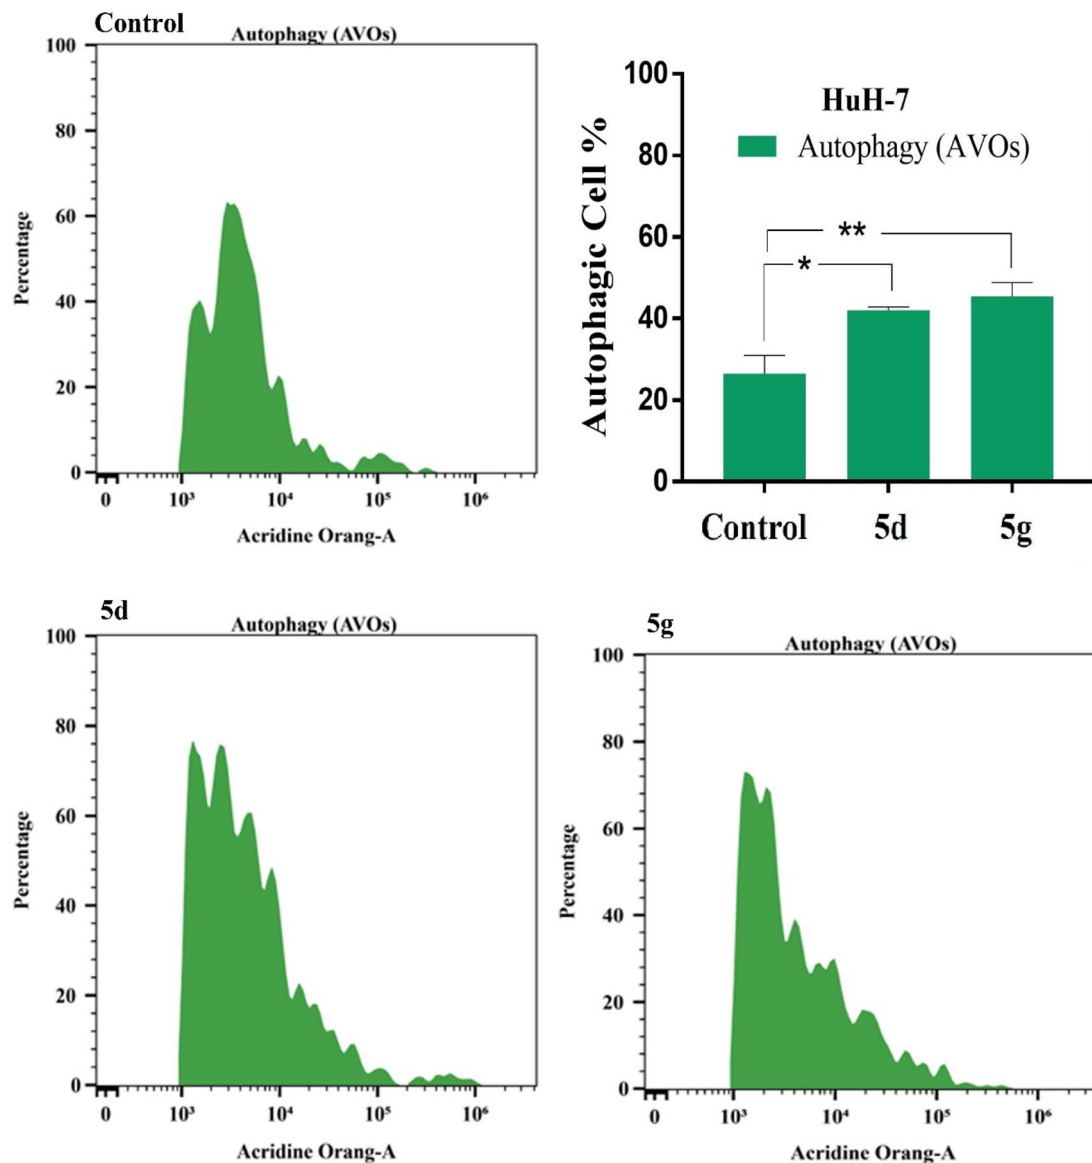 Control
Autophagy (AVOs)
100
80
60
40
20
0
Percentage
0 10³ 10⁴ 10⁵ 10⁶
Acridine Orang-A
100
80
60
40
20
0
Autophagic Cell %
HuH-7
Autophagy (AVOs)
**
*
Control 5d 5g
5d
Autophagy (AVOs)
100
80
60
40
20
0
Percentage
0 10³ 10⁴ 10⁵ 10⁶
Acridine Orang-A
5g
Autophagy (AVOs)
100
80
60
40
20
0
Percentage
0 10³ 10⁴ 10⁵ 10⁶
Acridine Orang-A